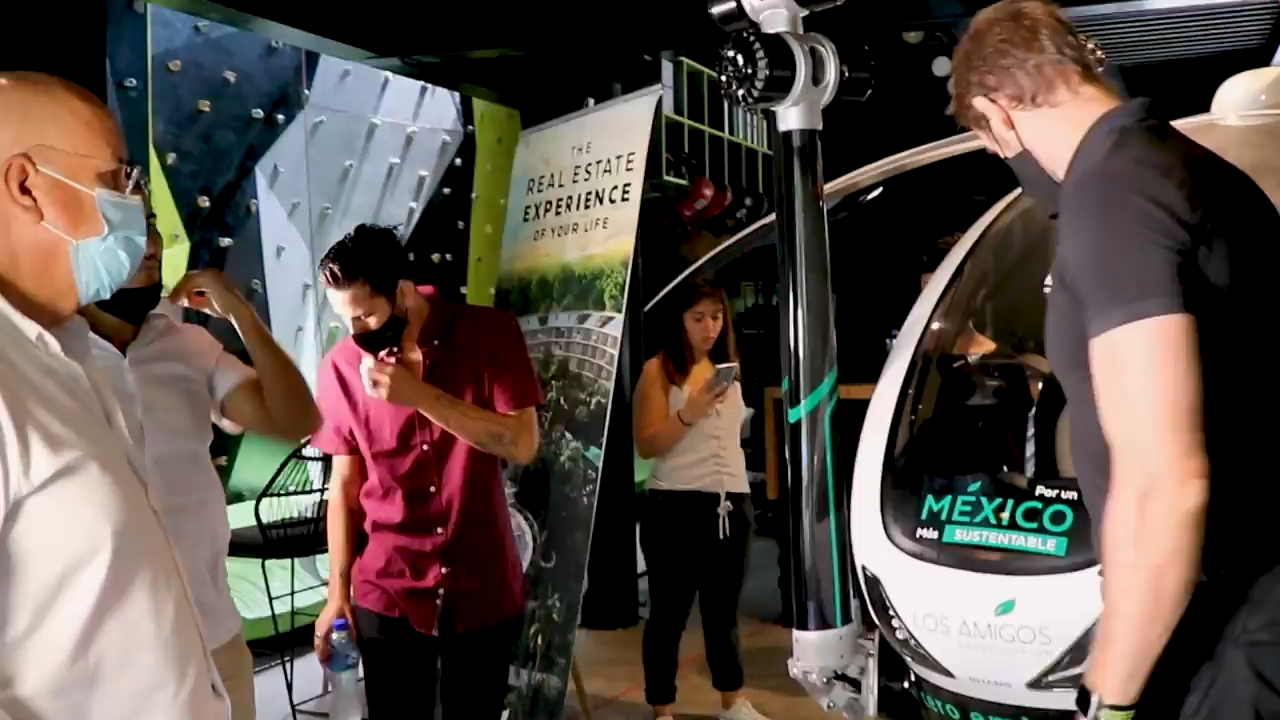 THE
REAL ESTATE
EXPERIENCE
OF YOUR LIFE
Por un
MÉXICO
Más SUSTENTABLE
LOS AMIGOS